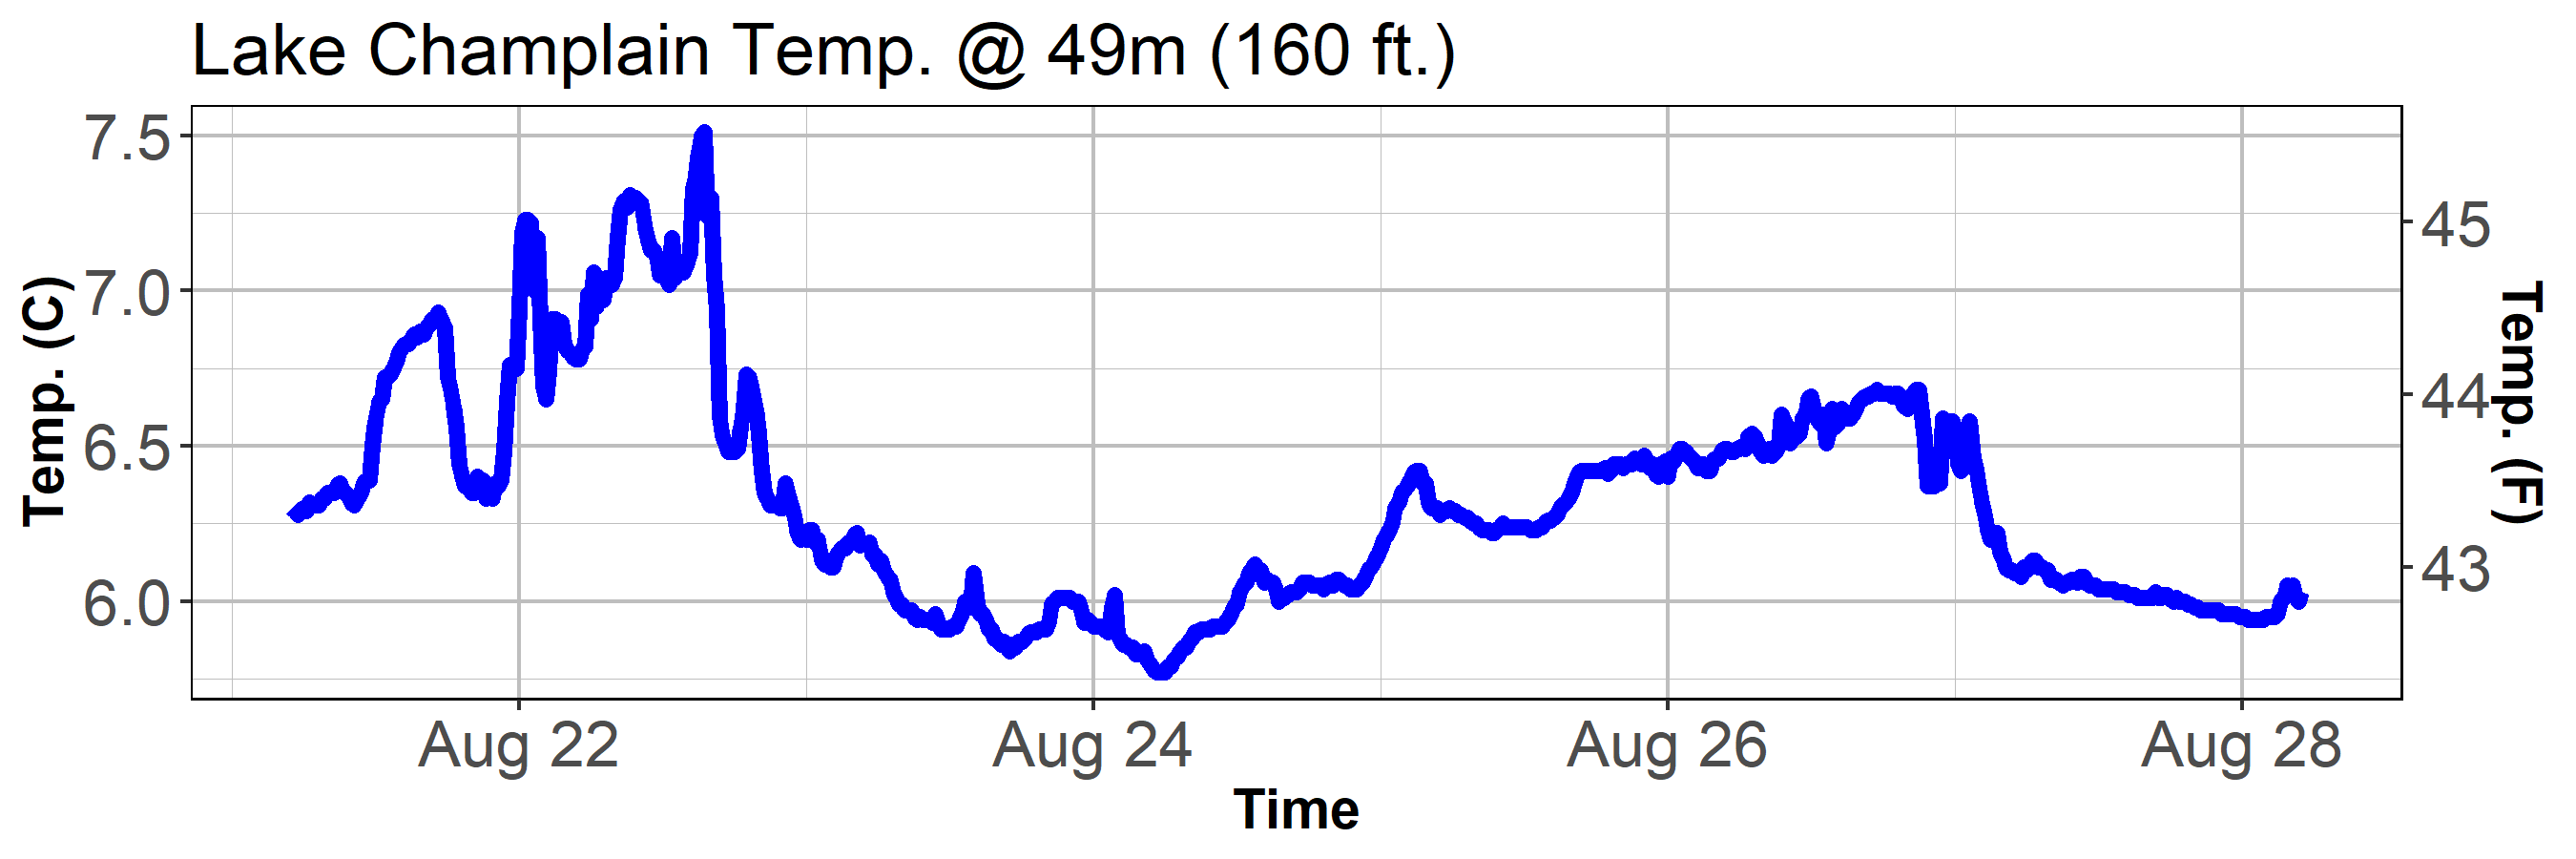 Lake Champlain Temp. @ 49m (160 ft.)
Temp. (C)
7.5
7.0
6.5
6.0
45
44
43
Temp. (F)
Aug 22 Aug 24 Aug 26 Aug 28
Time